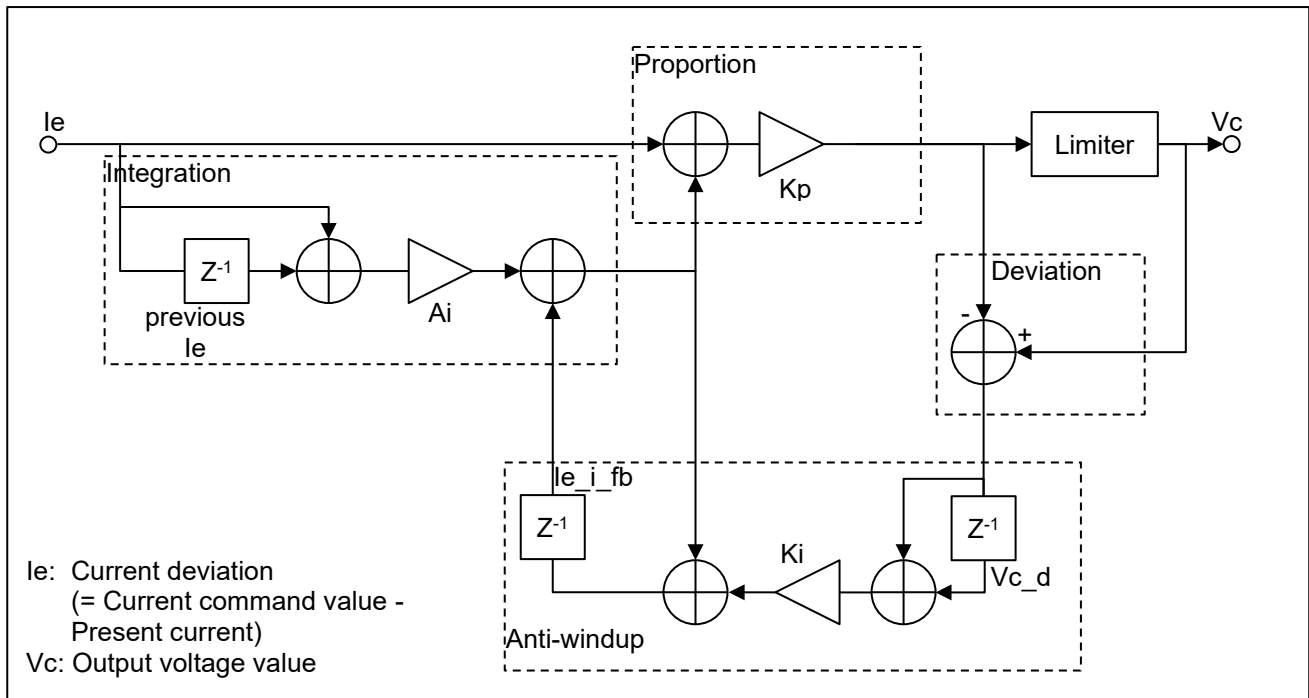 Proportion
Ie
Vc
Limiter
Kp
Integration
Z-1
Ai
previous
Ie
Deviation
-
+
Ie_i_fb
Z-1
Z-1
Ki
Vc_d
Anti-windup
Ie: Current deviation
(= Current command value -
Present current)
Vc: Output voltage value